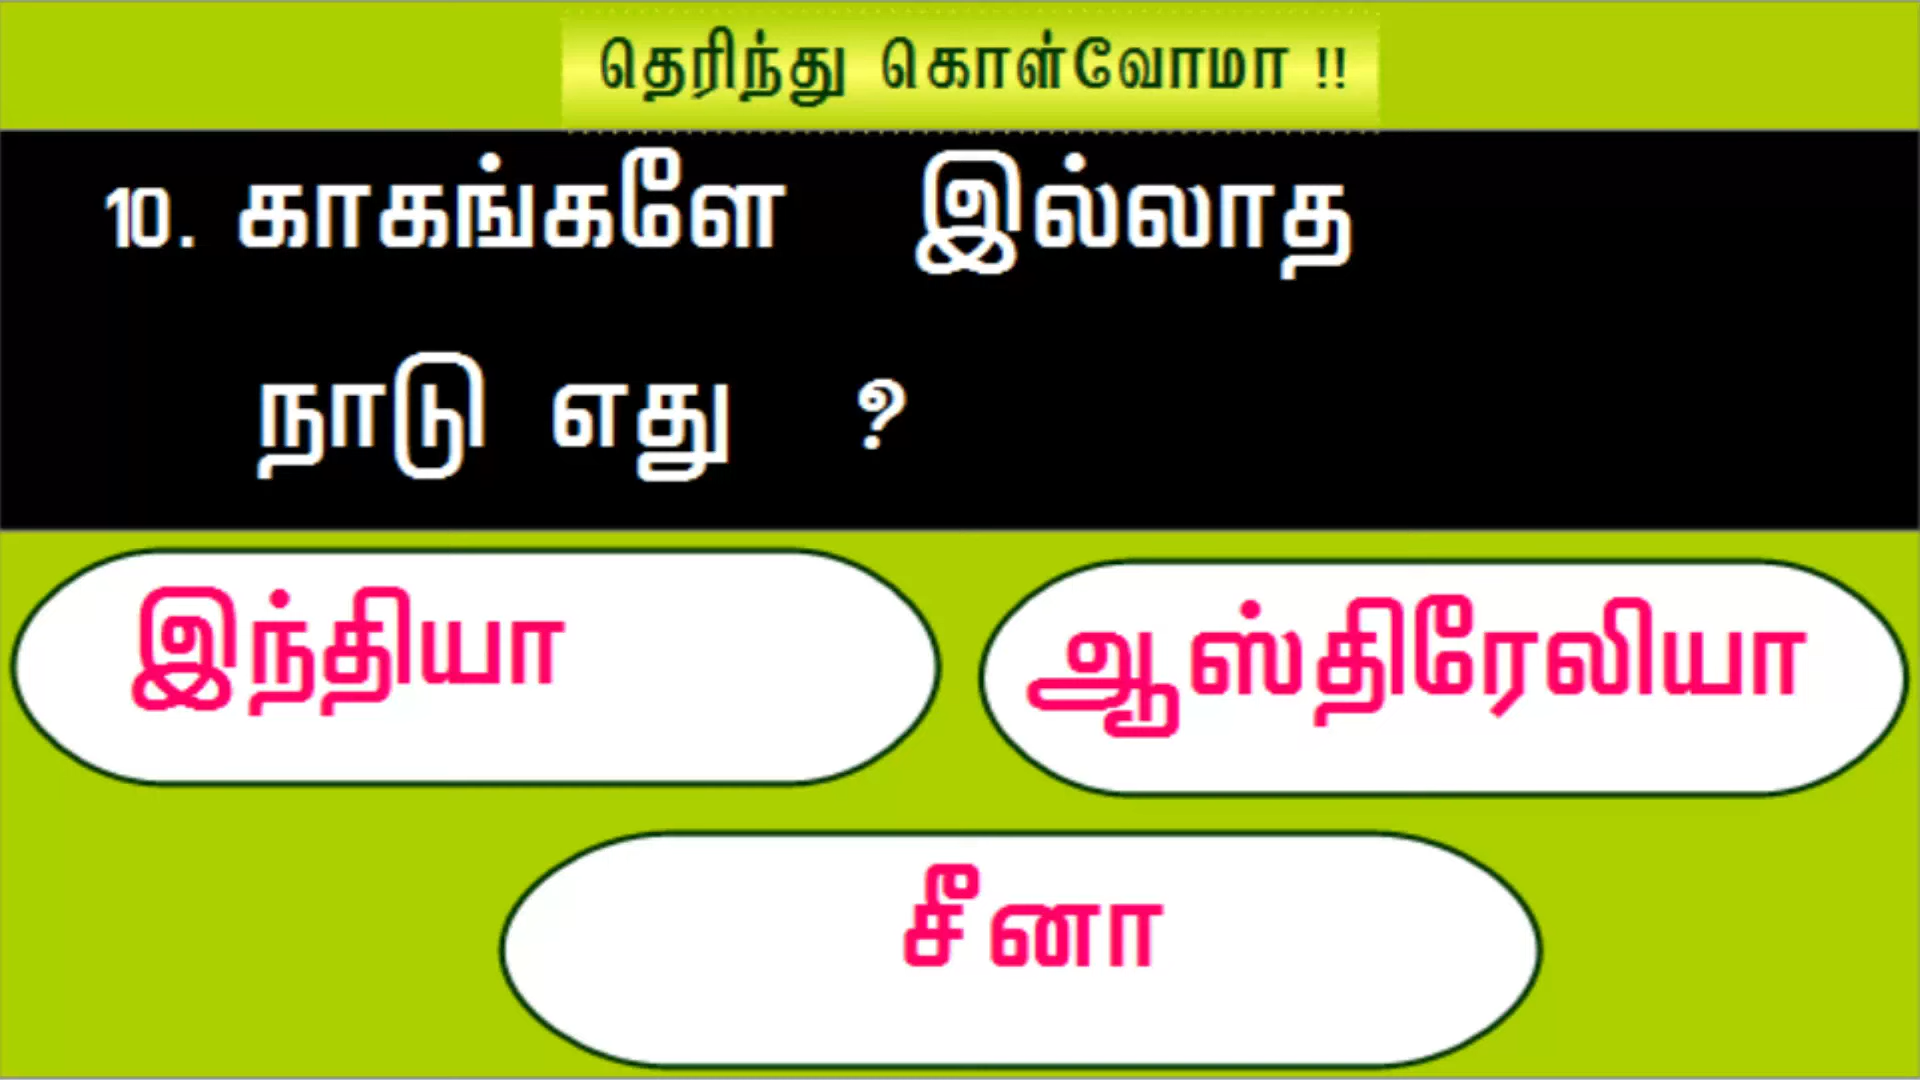 தெரிந்து கொள்வோமா !!
10. காகங்களே இல்லாத
நாடு எது ?
இந்தியா
ஆஸ்திரேலியா
சீனா